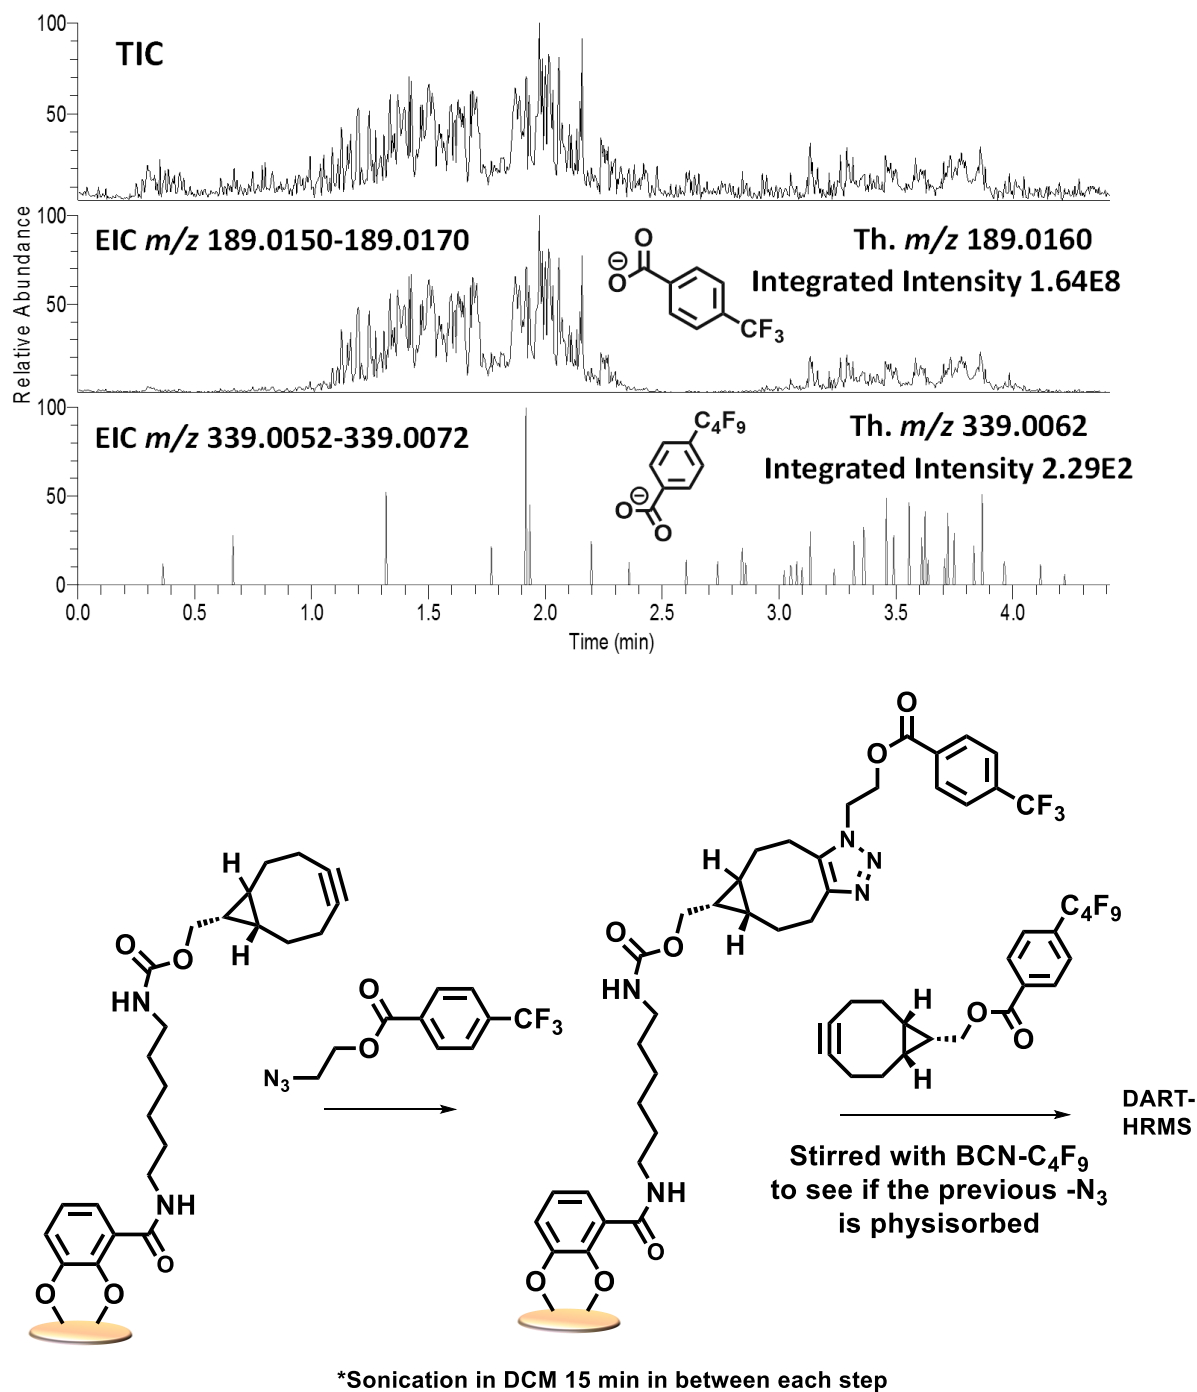 TIC
100
50
EIC m/z 189.0150-189.0170
Th. m/z 189.0160
Integrated Intensity 1.64E8
100
50
O
⊖
O
CF3
Relative Abundance
EIC m/z 339.0052-339.0072
Th. m/z 339.0062
Integrated Intensity 2.29E2
100
50
0
C4F9
⊖
O
O
0.0 0.5 1.0 1.5 2.0 2.5 3.0 3.5 4.0
Time (min)
O
O
CF3
N
N
N
H
H
O
O
HN
NH
O
O
O
H
H
O
O
HN
NH
O
O
O
O
O
CF3
N3
C4F9
H
H
O
O
DART-
HRMS
Stirred with BCN-C4F9
to see if the previous -N3
is physisorbed
*Sonication in DCM 15 min in between each step